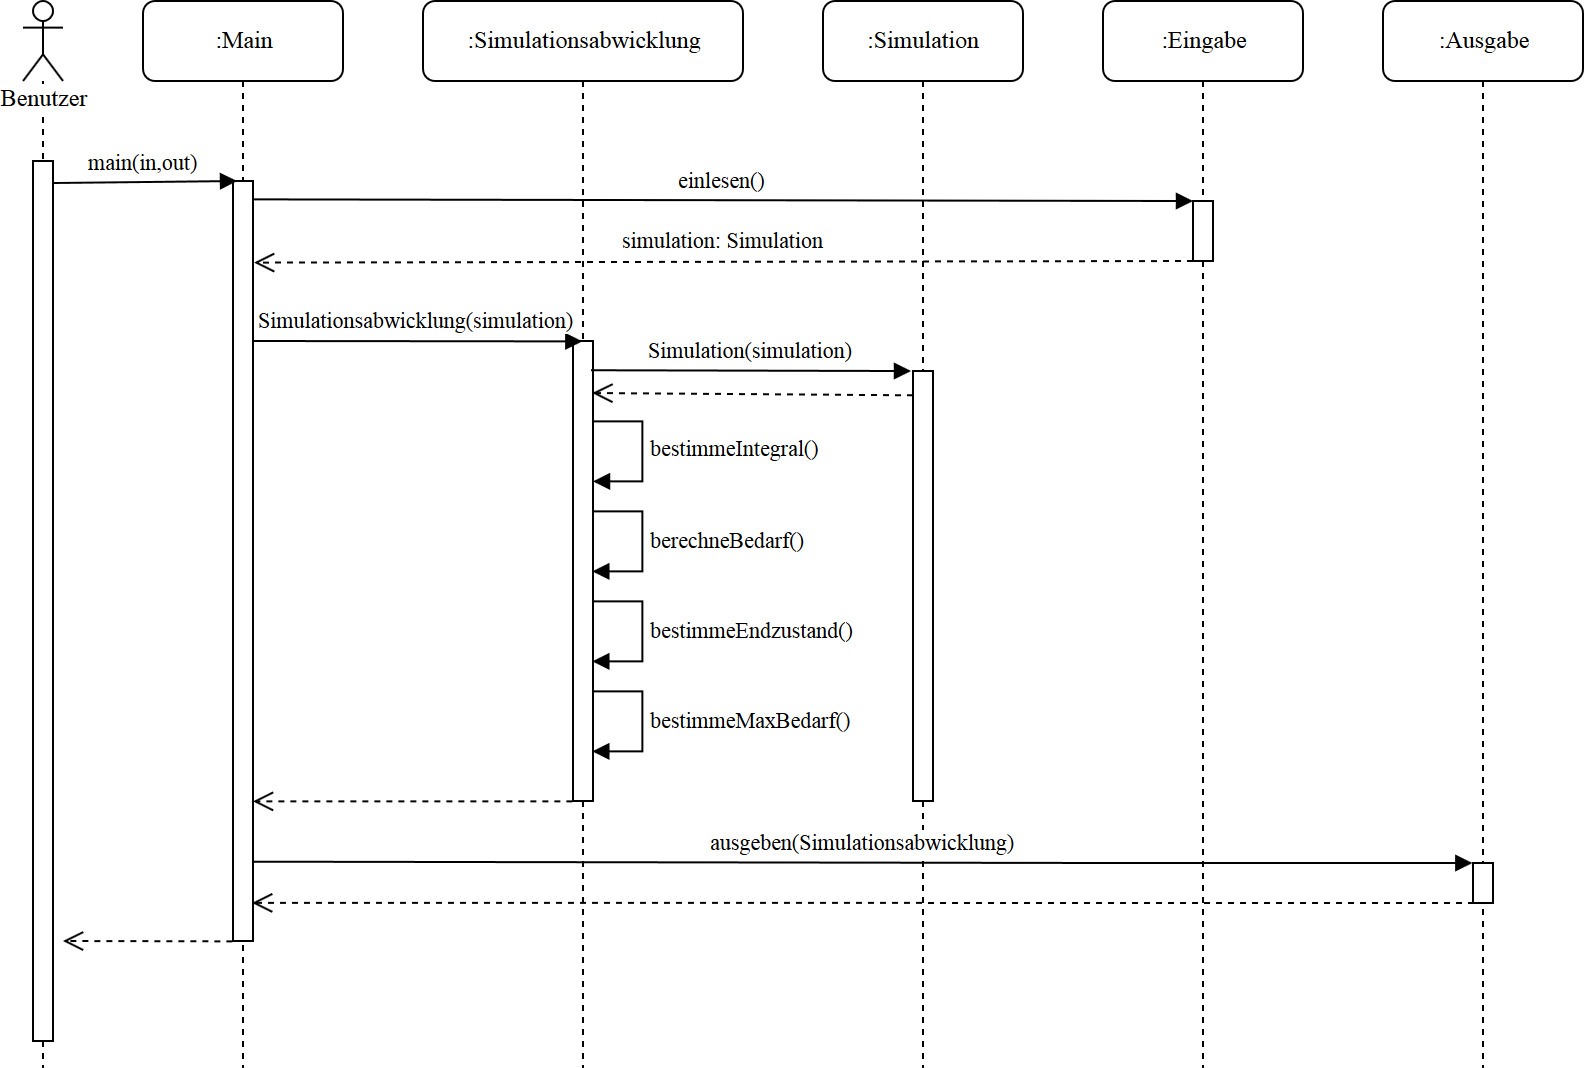 :Main
:Simulationsabwicklung
:Simulation
:Eingabe
:Ausgabe
Benutzer
main(in,out)
einlesen()
simulation: Simulation
Simulationsabwicklung(simulation)
Simulation(simulation)
bestimmeIntegral()
berechneBedarf()
bestimmeEndzustand()
bestimmeMaxBedarf()
ausgeben(Simulationsabwicklung)